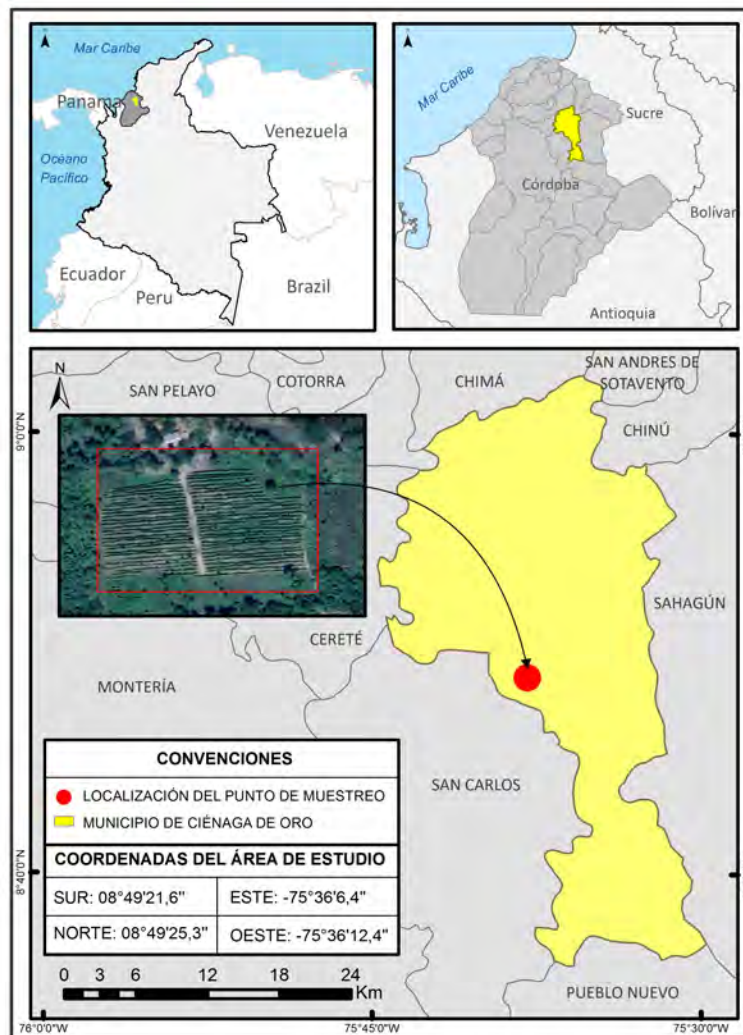 Mar Caribe
Panama
Venezuela
Océano
Pacífico
Ecuador
Peru
Brazil
Mar Caribe
Sucre
Córdoba
Bolívar
Antioquia
N
SAN PELAYO
COTORRA
CHIMÁ
SAN ANDRES DE
SOTAVENTO
CHINÚ
9°0'0"N
SAHAGÚN
CERETÉ
MONTERÍA
SAN CARLOS
CONVENCIONES
LOCALIZACIÓN DEL PUNTO DE MUESTREO
MUNICIPIO DE CIÉNAGA DE ORO
COORDENADAS DEL ÁREA DE ESTUDIO
SUR: 08°49'21,6" ESTE: -75°36'6,4"
NORTE: 08°49'25,3" OESTE: -75°36'12,4"
8°40'0"N
0 3 6 12 18 24
Km
PUEBLO NUEVO
76°0'0"W 75°45'0"W 75°30'0"W